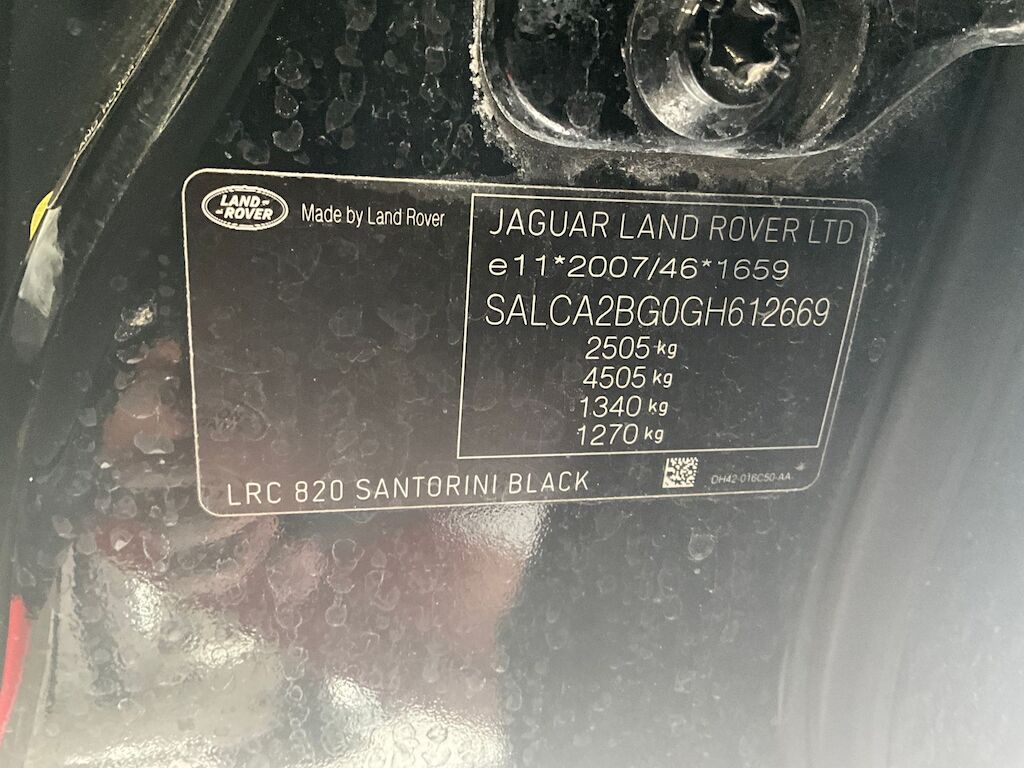 LAND-
-ROVER
Made by Land Rover
JAGUAR LAND ROVER LTD
e11*2007/46*1659
SALCA2BG0GH612669
2505 kg
4505 kg
1340 kg
1270 kg
LRC 820 SANTORINI BLACK
DH42-016C50-AA